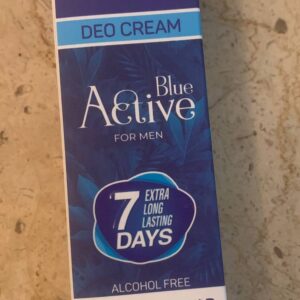 DEO CREAM
Blue
Active
FOR MEN
7 EXTRA
LONG
LASTING
DAYS
ALCOHOL FREE